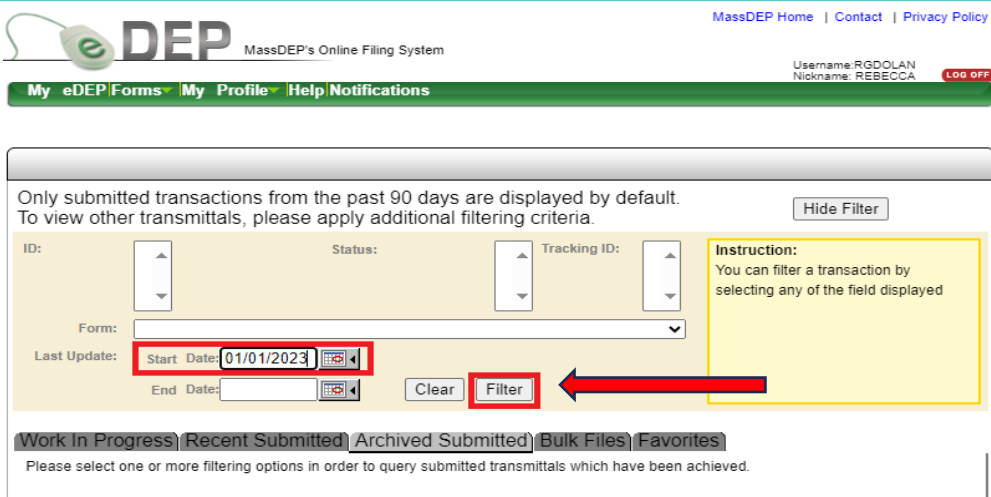 MassDEP Home | Contact | Privacy Policy
e DEP MassDEP's Online Filing System
Username:RGDOLAN
Nickname: REBECCA
LOG OFF
My eDEP|Forms |My Profile |Help|Notifications
Only submitted transactions from the past 90 days are displayed by default.
To view other transmittals, please apply additional filtering criteria.
Hide Filter
ID:
Status:
Tracking ID:
Instruction:
You can filter a transaction by
selecting any of the field displayed
Form:
Last Update:
Start Date: 01/01/2023
End Date:
Clear
Filter
Work In Progress Recent Submitted Archived Submitted Bulk Files Favorites
Please select one or more filtering options in order to query submitted transmittals which have been achieved.